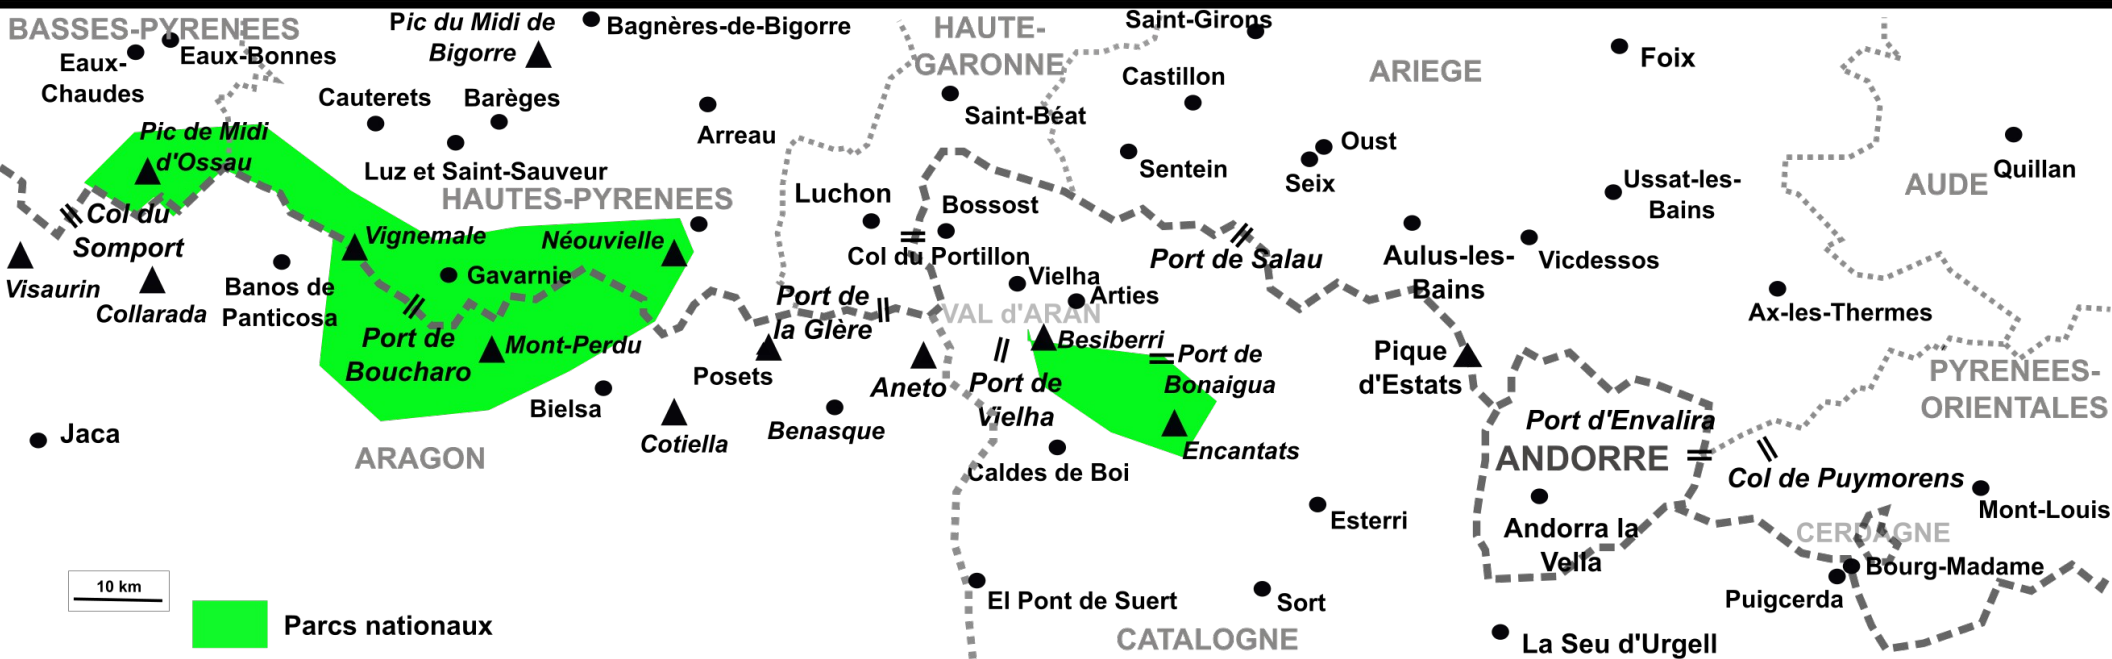 BASSES-PYRENEES
Eaux-Bonnes
Eaux-
Chaudes
Pic du Midi de
Bigorre
Bagnères-de-Bigorre
HAUTE-
GARONNE
Saint-Girons
Castillon
ARIEGE
Foix
Cauterets
Barèges
Arreau
Saint-Béat
Oust
Seix
Sentein
Quillan
AUDE
Ussat-les-
Bains
Pic de Midi
d'Ossau
Luz et Saint-Sauveur
HAUTES-PYRENEES
Luchon
Bossost
Col du
Somport
Vignemale
Néouvielle
Col du Portillon
Port de Salau
Aulus-les-
Bains
Vicdessos
Visaurin
Collarada
Banos de
Panticosa
Gavarnie
Port de
la Glère
Vielha
Arties
VAL d'ARAN
Ax-les-Thermes
Port de
Boucharo
Mont-Perdu
Posets
Aneto
Besiberri
Port de
Vielha
Port de
Bonaigua
Pique
d'Estats
PYRENEES-
ORIENTALES
Jaca
ARAGON
Bielsa
Cotiella
Benasque
Caldes de Boi
Encantats
Port d'Envalira
ANDORRE
Col de Puymorens
Mont-Louis
Esterri
Andorra la
Vella
CERDAGNE
Bourg-Madame
Puigcerda
10 km
Parcs nationaux
El Pont de Suert
Sort
CATALOGNE
La Seu d'Urgell